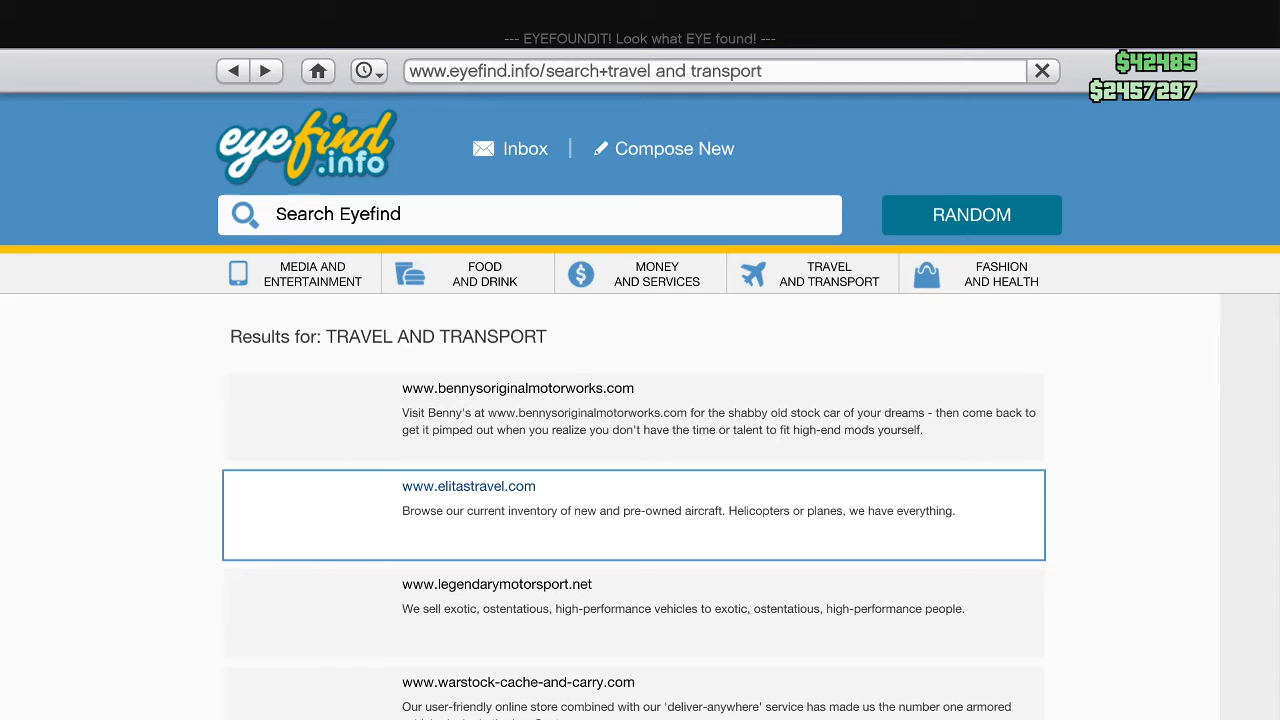 --- EYEFOUNDIT! Look what EYE found! ---
www.eyefind.info/search+travel and transport
$42485
$2457297
eyefind
.info
Inbox
Compose New
Search Eyefind
RANDOM
MEDIA AND
ENTERTAINMENT
FOOD
AND DRINK
MONEY
AND SERVICES
TRAVEL
AND TRANSPORT
FASHION
AND HEALTH
Results for: TRAVEL AND TRANSPORT
www.bennysoriginalmotorworks.com
Visit Benny's at www.bennysoriginalmotorworks.com for the shabby old stock car of your dreams - then come back to
get it pimped out when you realize you don't have the time or talent to fit high-end mods yourself.
www.elitastravel.com
Browse our current inventory of new and pre-owned aircraft. Helicopters or planes, we have everything.
www.legendarymotorsport.net
We sell exotic, ostentatious, high-performance vehicles to exotic, ostentatious, high-performance people.
www.warstock-cache-and-carry.com
Our user-friendly online store combined with our 'deliver-anywhere' service has made us the number one armored